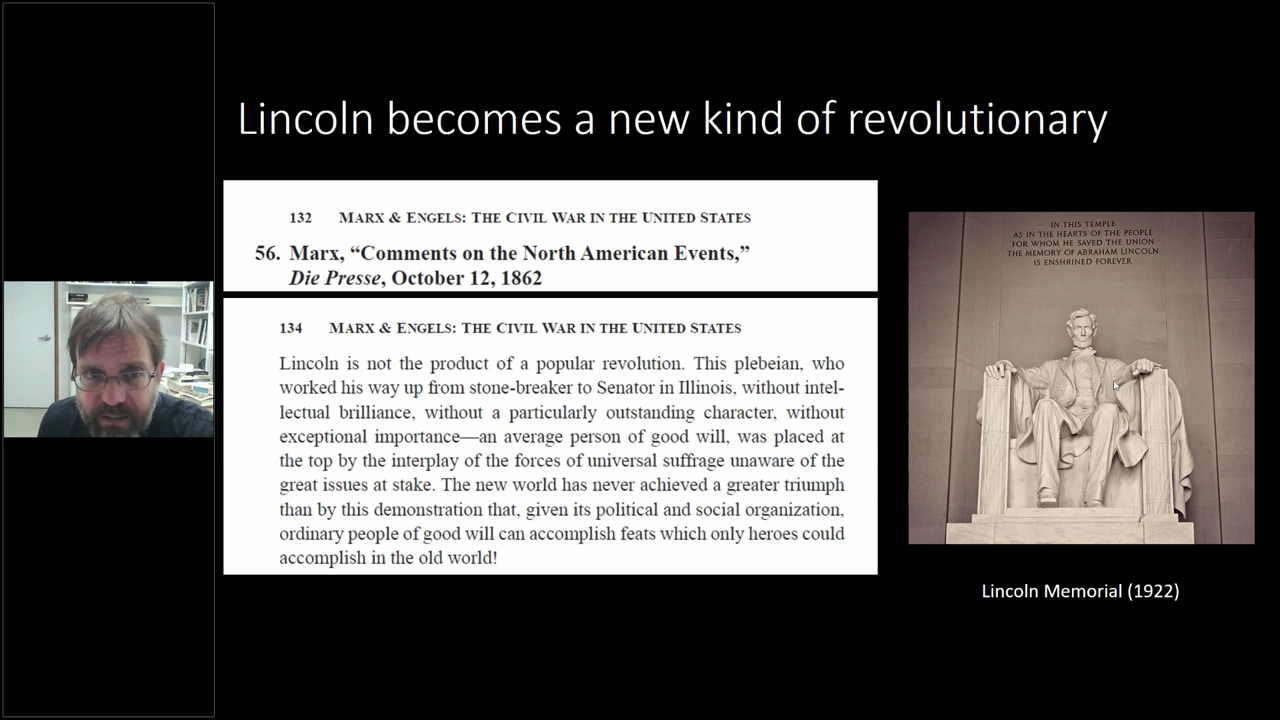 Lincoln becomes a new kind of revolutionary
132 MARX & ENGELS: THE CIVIL WAR IN THE UNITED STATES
56. Marx, “Comments on the North American Events,”
Die Presse, October 12, 1862
134 MARX & ENGELS: THE CIVIL WAR IN THE UNITED STATES
Lincoln is not the product of a popular revolution. This plebeian, who
worked his way up from stone-breaker to Senator in Illinois, without intel-
lectual brilliance, without a particularly outstanding character, without
exceptional importance—an average person of good will, was placed at
the top by the interplay of the forces of universal suffrage unaware of the
great issues at stake. The new world has never achieved a greater triumph
than by this demonstration that, given its political and social organization,
ordinary people of good will can accomplish feats which only heroes could
accomplish in the old world!
IN THIS TEMPLE
AS IN THE HEARTS OF THE PEOPLE
FOR WHOM HE SAVED THE UNION
THE MEMORY OF ABRAHAM LINCOLN
IS ENSHRINED FOREVER
Lincoln Memorial (1922)